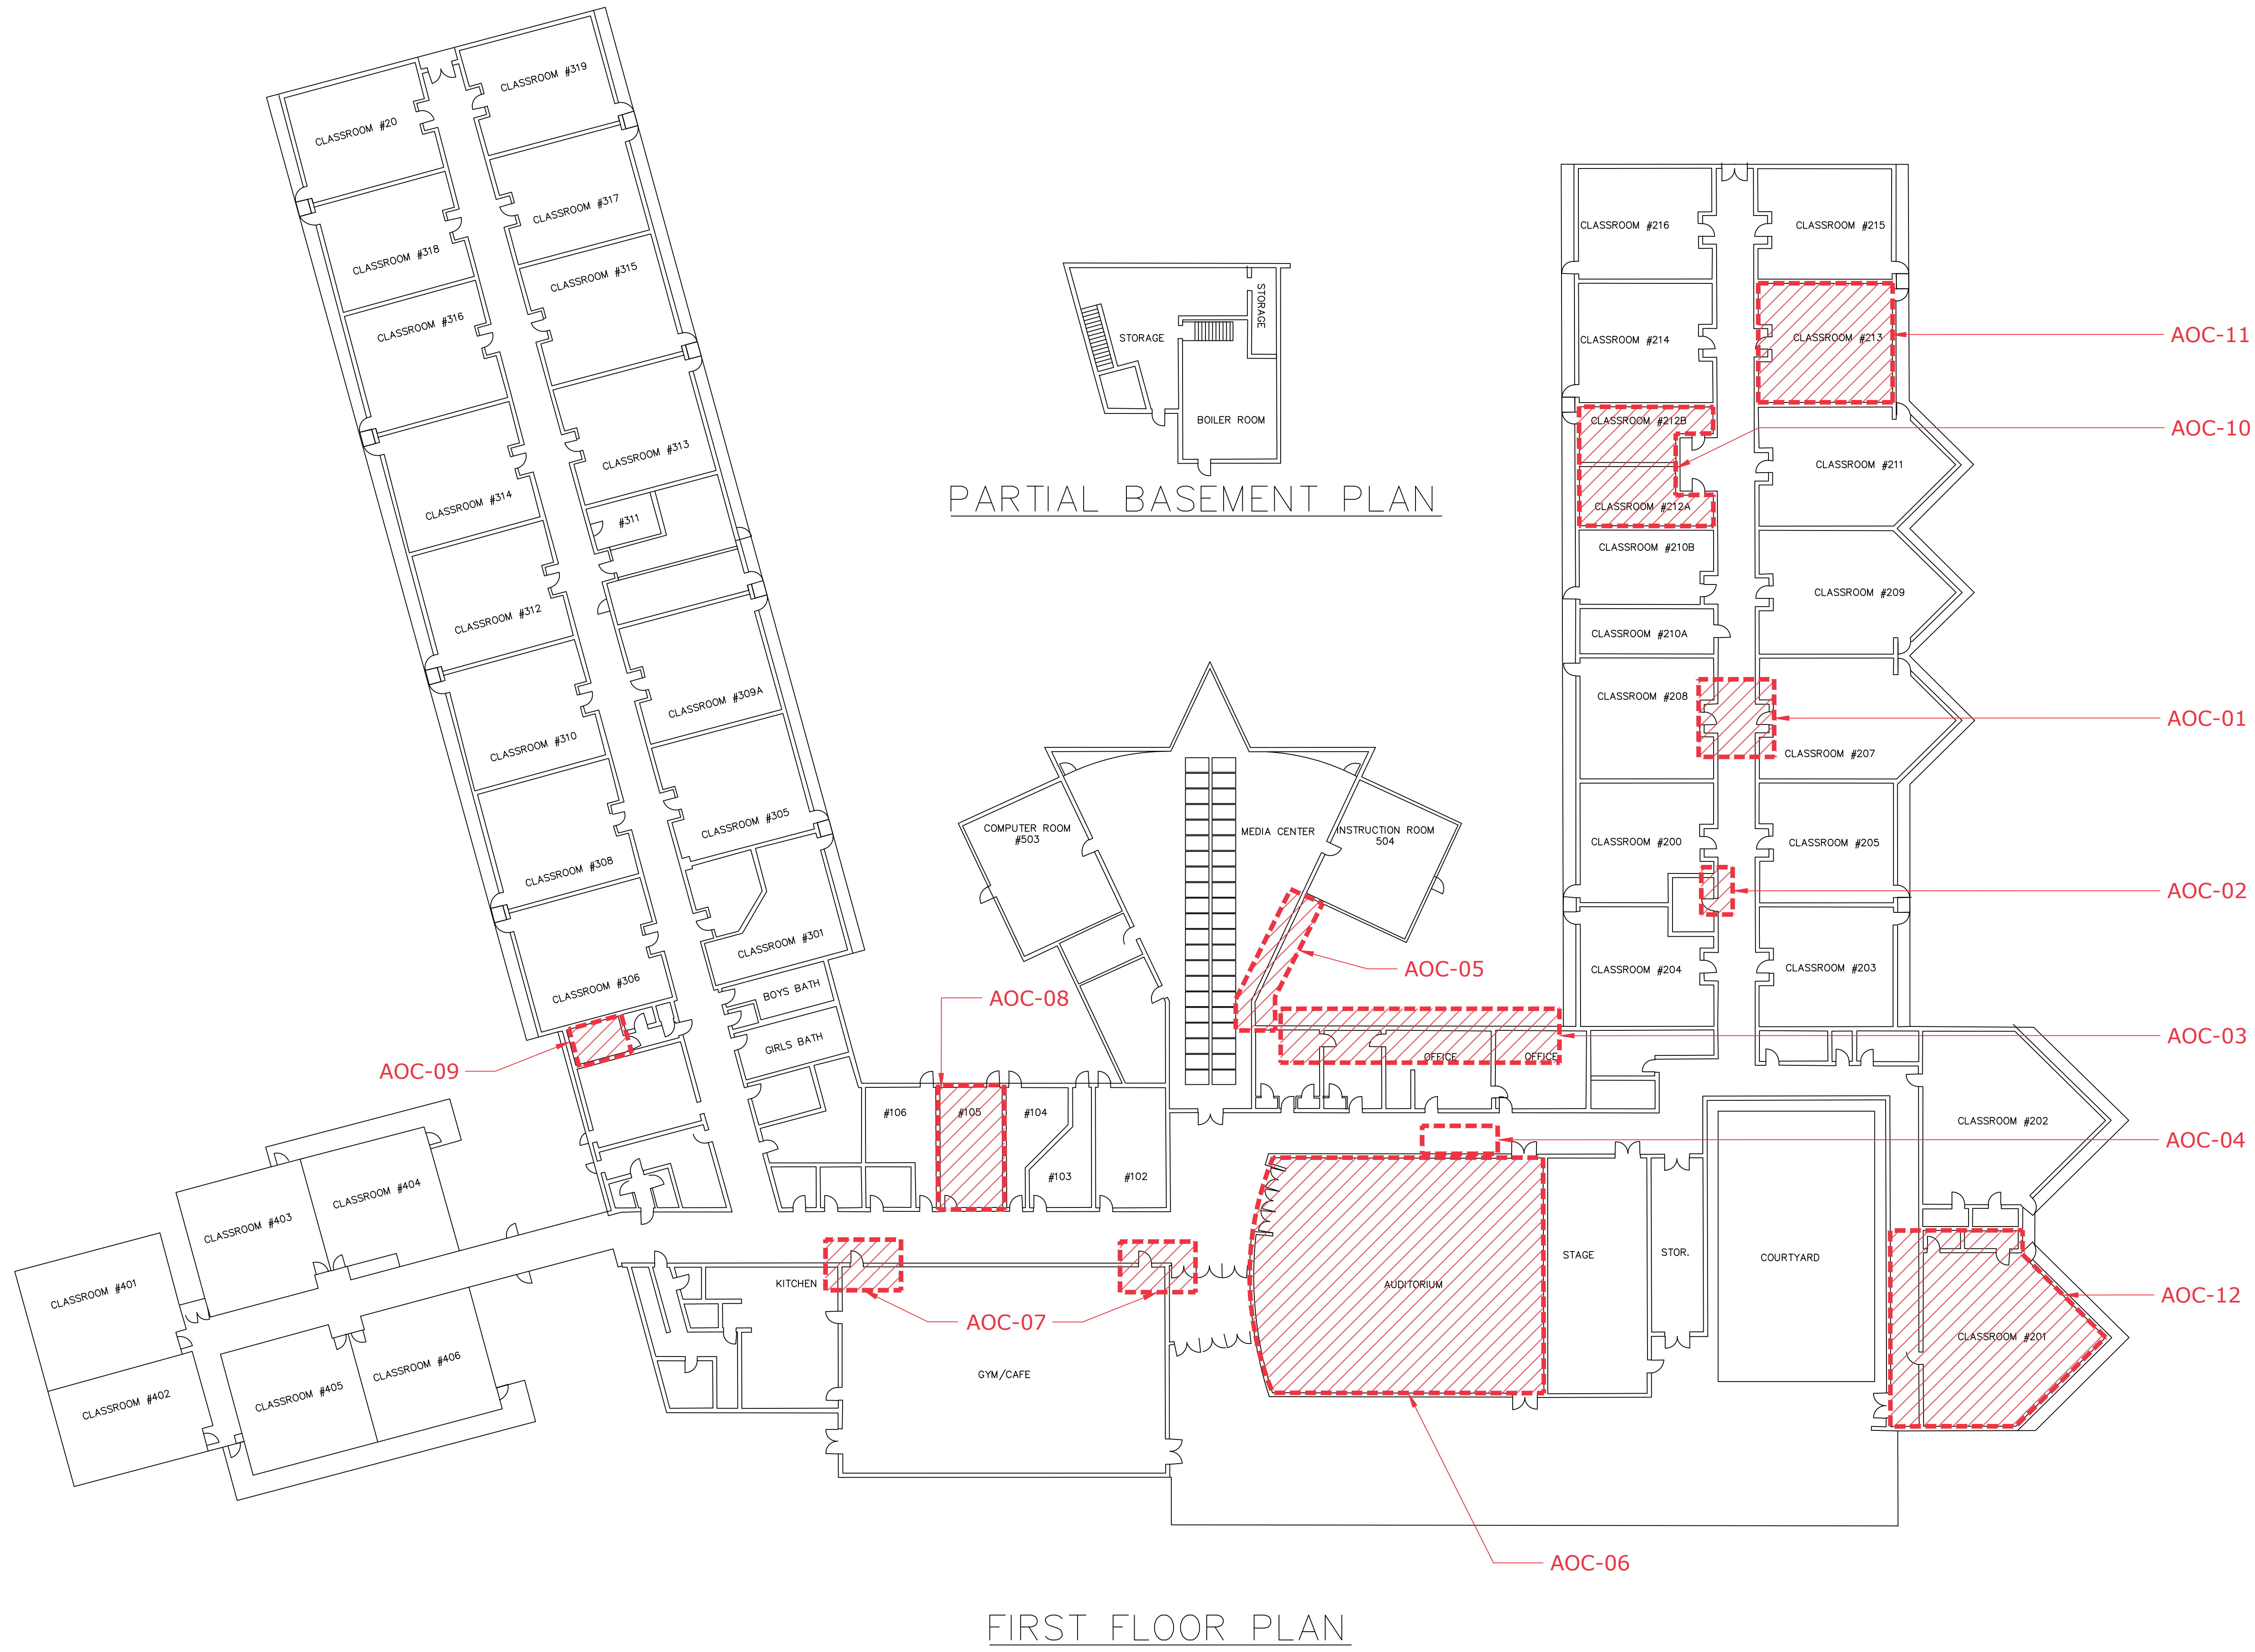 CLASSROOM #319
CLASSROOM #20
CLASSROOM #317
CLASSROOM #318
CLASSROOM #315
CLASSROOM #316
CLASSROOM #313
CLASSROOM #314
#311
CLASSROOM #312
CLASSROOM #309A
CLASSROOM #310
CLASSROOM #305
CLASSROOM #308
CLASSROOM #301
CLASSROOM #306
BOYS BATH
GIRLS BATH
AOC-09
STORAGE
STORAGE
BOILER ROOM
PARTIAL BASEMENT PLAN
CLASSROOM #216
CLASSROOM #215
CLASSROOM #214
CLASSROOM #213
AOC-11
CLASSROOM #212B
AOC-10
CLASSROOM #211
CLASSROOM #212A
CLASSROOM #210B
CLASSROOM #209
CLASSROOM #210A
CLASSROOM #208
AOC-01
CLASSROOM #207
CLASSROOM #200
CLASSROOM #205
AOC-02
CLASSROOM #204
CLASSROOM #203
COMPUTER ROOM
#503
MEDIA CENTER
INSTRUCTION ROOM
504
AOC-05
AOC-08
AOC-03
OFFICE
OFFICE
#106
#105
#104
#103
#102
AOC-04
CLASSROOM #202
CLASSROOM #404
CLASSROOM #403
CLASSROOM #401
CLASSROOM #402
CLASSROOM #405
CLASSROOM #406
KITCHEN
AOC-07
GYM/CAFE
AUDITORIUM
STAGE
STOR.
COURTYARD
AOC-12
CLASSROOM #201
AOC-06
FIRST FLOOR PLAN